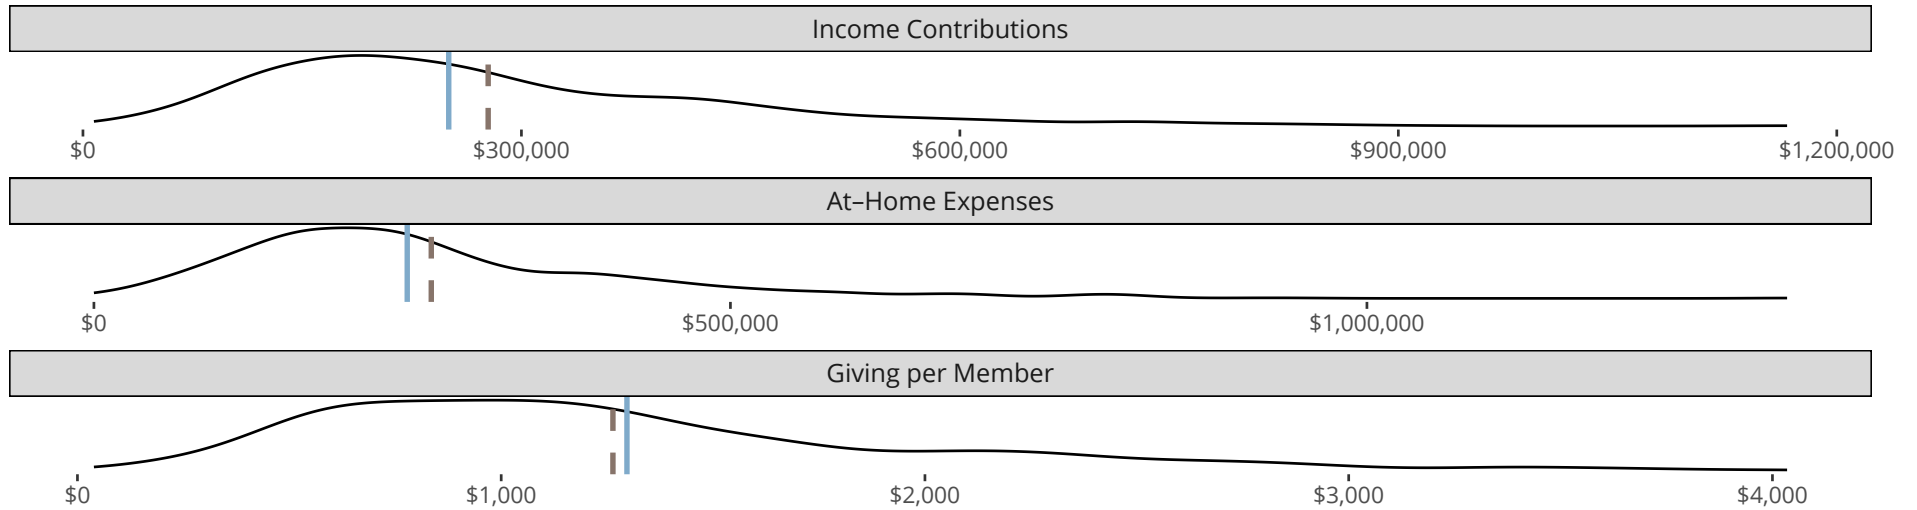 Income Contributions
$0 $300,000 $600,000 $900,000 $1,200,000
At–Home Expenses
$0 $500,000 $1,000,000
Giving per Member
$0 $1,000 $2,000 $3,000 $4,000